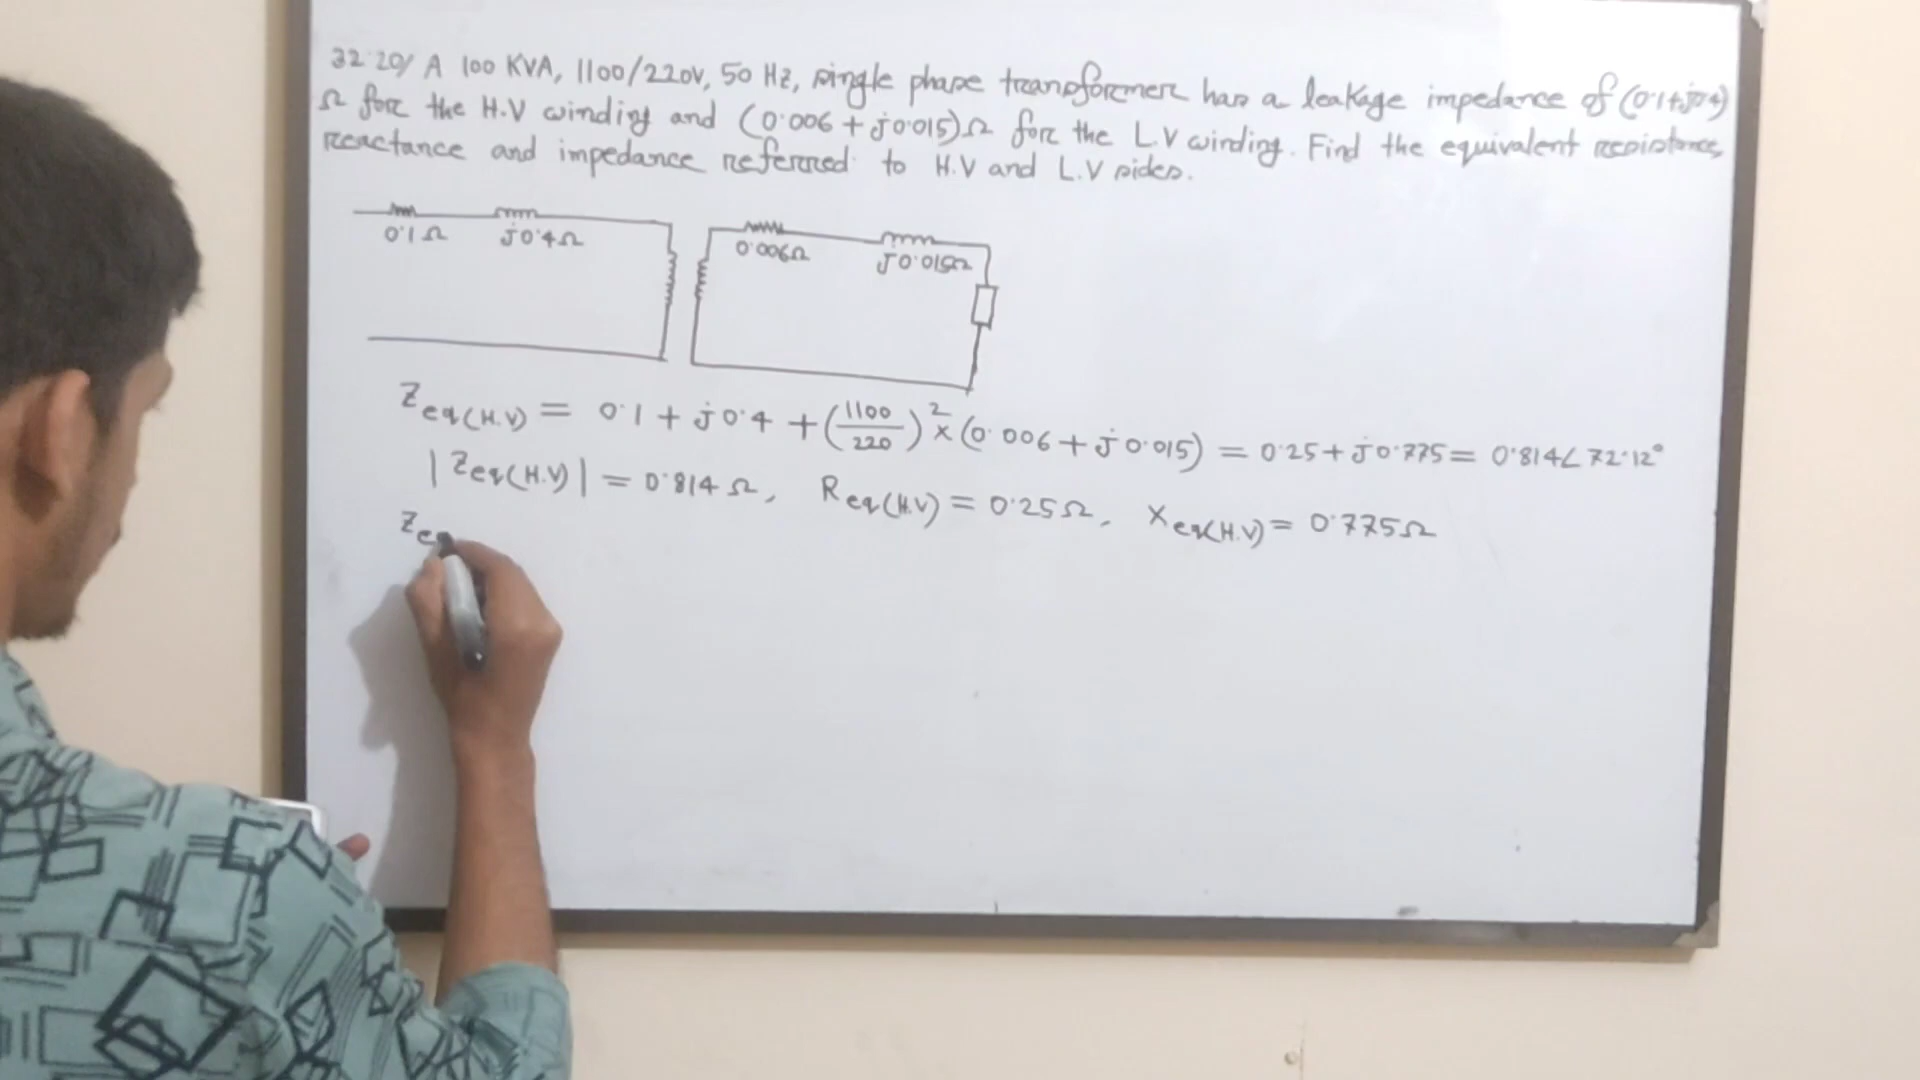 32.20/ A 100 KVA, 1100/220V, 50 Hz, single phase transformer has a leakage impedance of (0.1+j0.4)
Ω for the H.V winding and (0.006 + j0.015)Ω for the L.V winding. Find the equivalent resistance,
reactance and impedance referred to H.V and L.V sides.
0.1Ω j0.4Ω 0.006Ω j0.015Ω
Zeq(H.V) = 0.1 + j0.4 + (1100/220)² × (0.006 + j0.015) = 0.25 + j0.775 = 0.814∠72.12°
|Zeq(H.V)| = 0.814Ω, Req(H.V) = 0.25Ω, Xeq(H.V) = 0.775Ω
Zeq